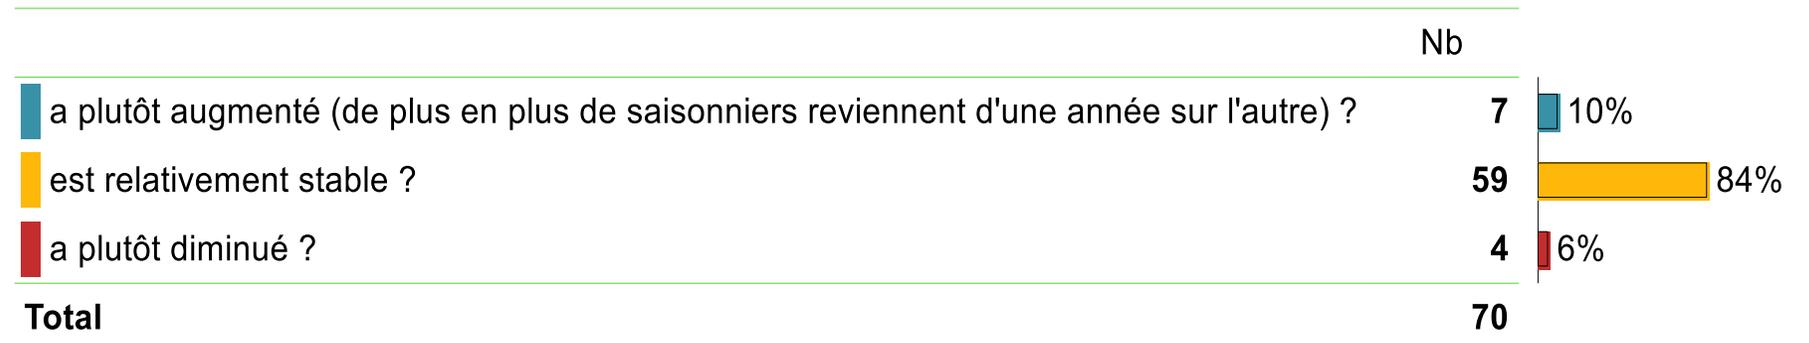 Nb
a plutôt augmenté (de plus en plus de saisonniers reviennent d'une année sur l'autre) ? 7 10%
est relativement stable ? 59 84%
a plutôt diminué ? 4 6%
Total 70